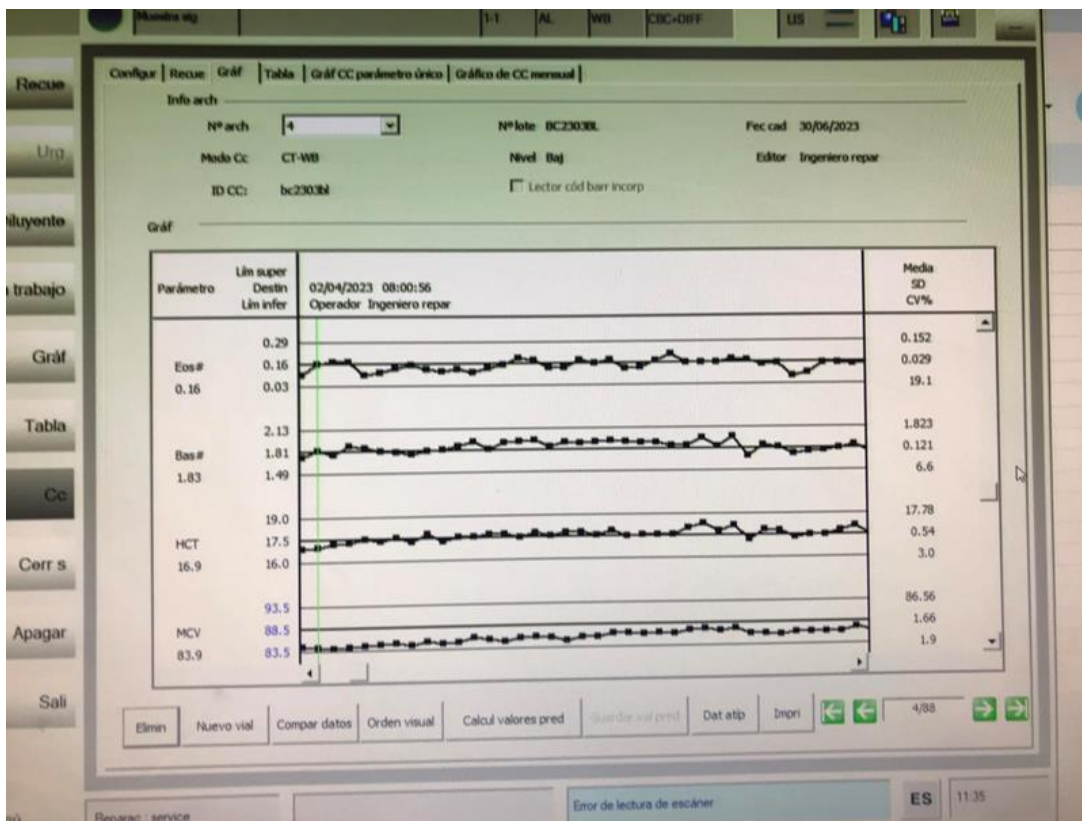 Muestra sig 1-1 AL WB CBC+DIFF LIS
Recue
Urg
iluyente
trabajo
Gráf
Tabla
Cc
Cerr s
Apagar
Sali
Configur Recue Gráf Tabla Gráf CC parámetro único Gráfico de CC mensual
Info arch
Nº arch 4 Nº lote BC2303BL Fec cad 30/06/2023
Modo Cc CT-WB Nivel Baj Editor Ingeniero repar
ID CC: bc2303bl Lector cód barr incorp
Gráf
Parámetro
Lím super
Destin
Lím infer
02/04/2023 08:00:56
Operador Ingeniero repar
Media
SD
CV%
Eos#
0.16
0.29
0.16
0.03
0.152
0.029
19.1
Bas#
1.83
2.13
1.81
1.49
1.823
0.121
6.6
HCT
16.9
19.0
17.5
16.0
17.78
0.54
3.0
MCV
83.9
93.5
88.5
83.5
86.56
1.66
1.9
Elimin Nuevo vial Compar datos Orden visual Calcul valores pred Guardar val pred Dat atíp Impri 4/88
Reparac : service Error de lectura de escáner ES 11:35